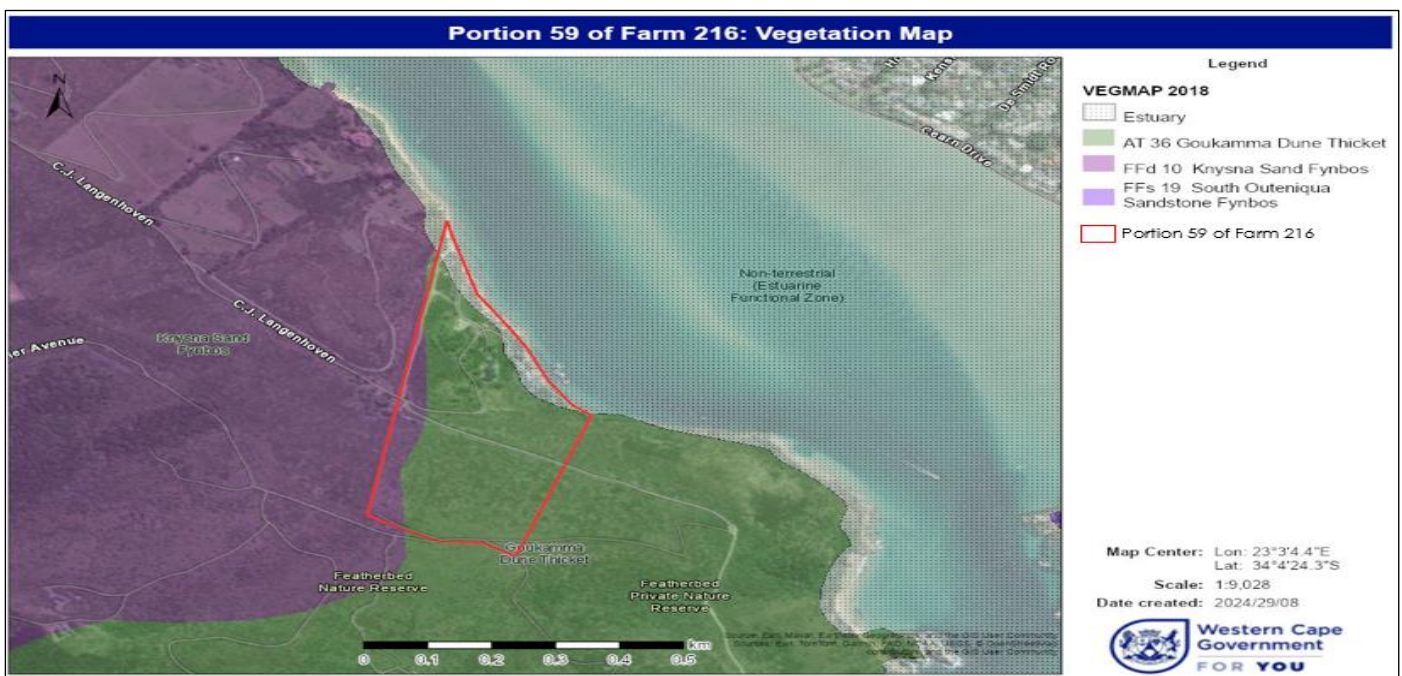 Portion 59 of Farm 216: Vegetation Map
N
C.J. Langenhoven
C.J. Langenhoven
Knysna Sand
Fynbos
Featherbed
Nature Reserve
Goukamma
Dune Thicket
Featherbed
Private Nature
Reserve
Non-terrestrial
(Estuarine
Functional Zone)
Cearn Drive
De Smidt Ro
km
0 0.1 0.2 0.3 0.4 0.5
Legend
VEGMAP 2018
Estuary
AT 36 Goukamma Dune Thicket
FFd 10 Knysna Sand Fynbos
FFs 19 South Outeniqua
Sandstone Fynbos
Portion 59 of Farm 216
Map Center: Lon: 23°3'4.4"E
Lat: 34°4'24.3"S
Scale: 1:9,028
Date created: 2024/29/08
Western Cape
Government
FOR YOU